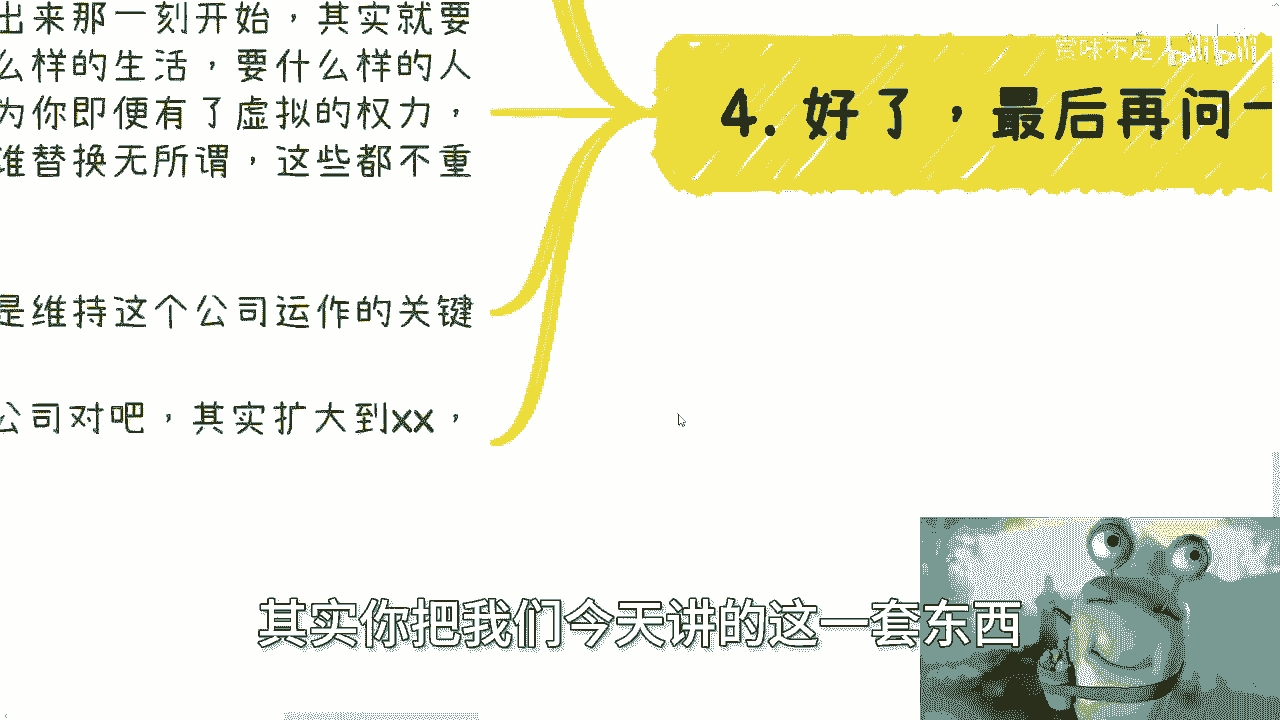 出来那一刻开始，其实就要
么样的生活，要什么样的人
为你即便有了虚拟的权力，
谁替换无所谓，这些都不重
是维持这个公司运作的关键
公司对吧，其实扩大到xx，
4. 好了，最后再问一
赏味不足
bilibili
其实你把我们今天讲的这一套东西